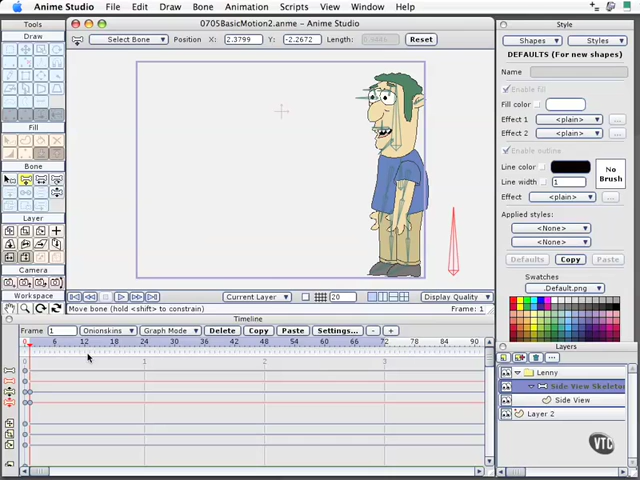 Anime Studio File Edit Draw Bone Animation Scripts View Window Help
0705BasicMotion2.anme - Anime Studio
Tools
Draw
Fill
Bone
Layer
Camera
Workspace
Select Bone Position X: 2.3799 Y: -2.2672 Length: Reset
Current Layer 20 Display Quality
Move bone (hold <shift> to constrain) Frame: 1
Timeline
Frame 1 Onionskins Graph Mode Delete Copy Paste Settings... - +
0 6 12 18 24 30 36 42 48 54 60 66 72 78 84 90
0 1 2 3
Style
Shapes Styles
DEFAULTS (For new shapes)
Name
Enable fill
Fill color
Effect 1 <plain> ...
Effect 2 <plain> ...
Enable outline
Line color
Line width 1
No Brush
Effect <plain> ...
Applied styles:
<None>
<None>
Defaults Copy Paste
Swatches
.Default.png
Layers
Lenny
Side View Skeleton
Side View
Layer 2
VTC